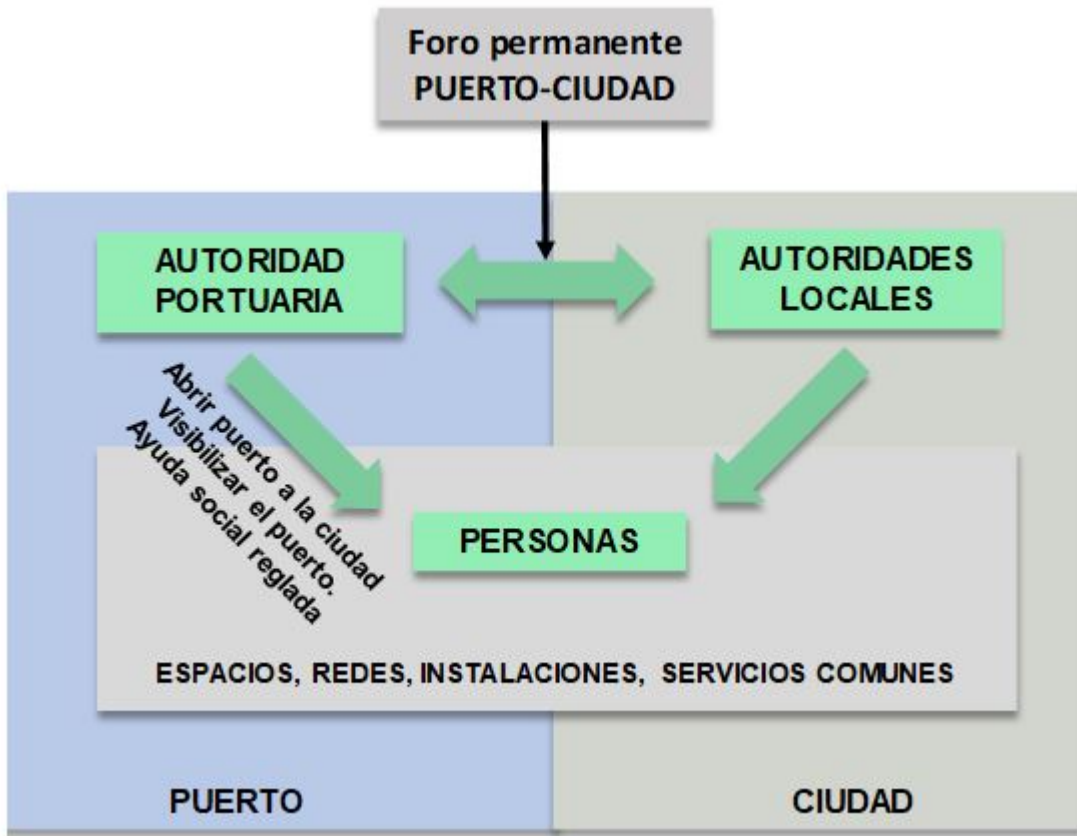 Foro permanente
PUERTO-CIUDAD
AUTORIDAD
PORTUARIA
AUTORIDADES
LOCALES
Abrir puerto a la ciudad
Visibilizar el puerto.
Ayuda social reglada
PERSONAS
ESPACIOS, REDES, INSTALACIONES, SERVICIOS COMUNES
PUERTO
CIUDAD